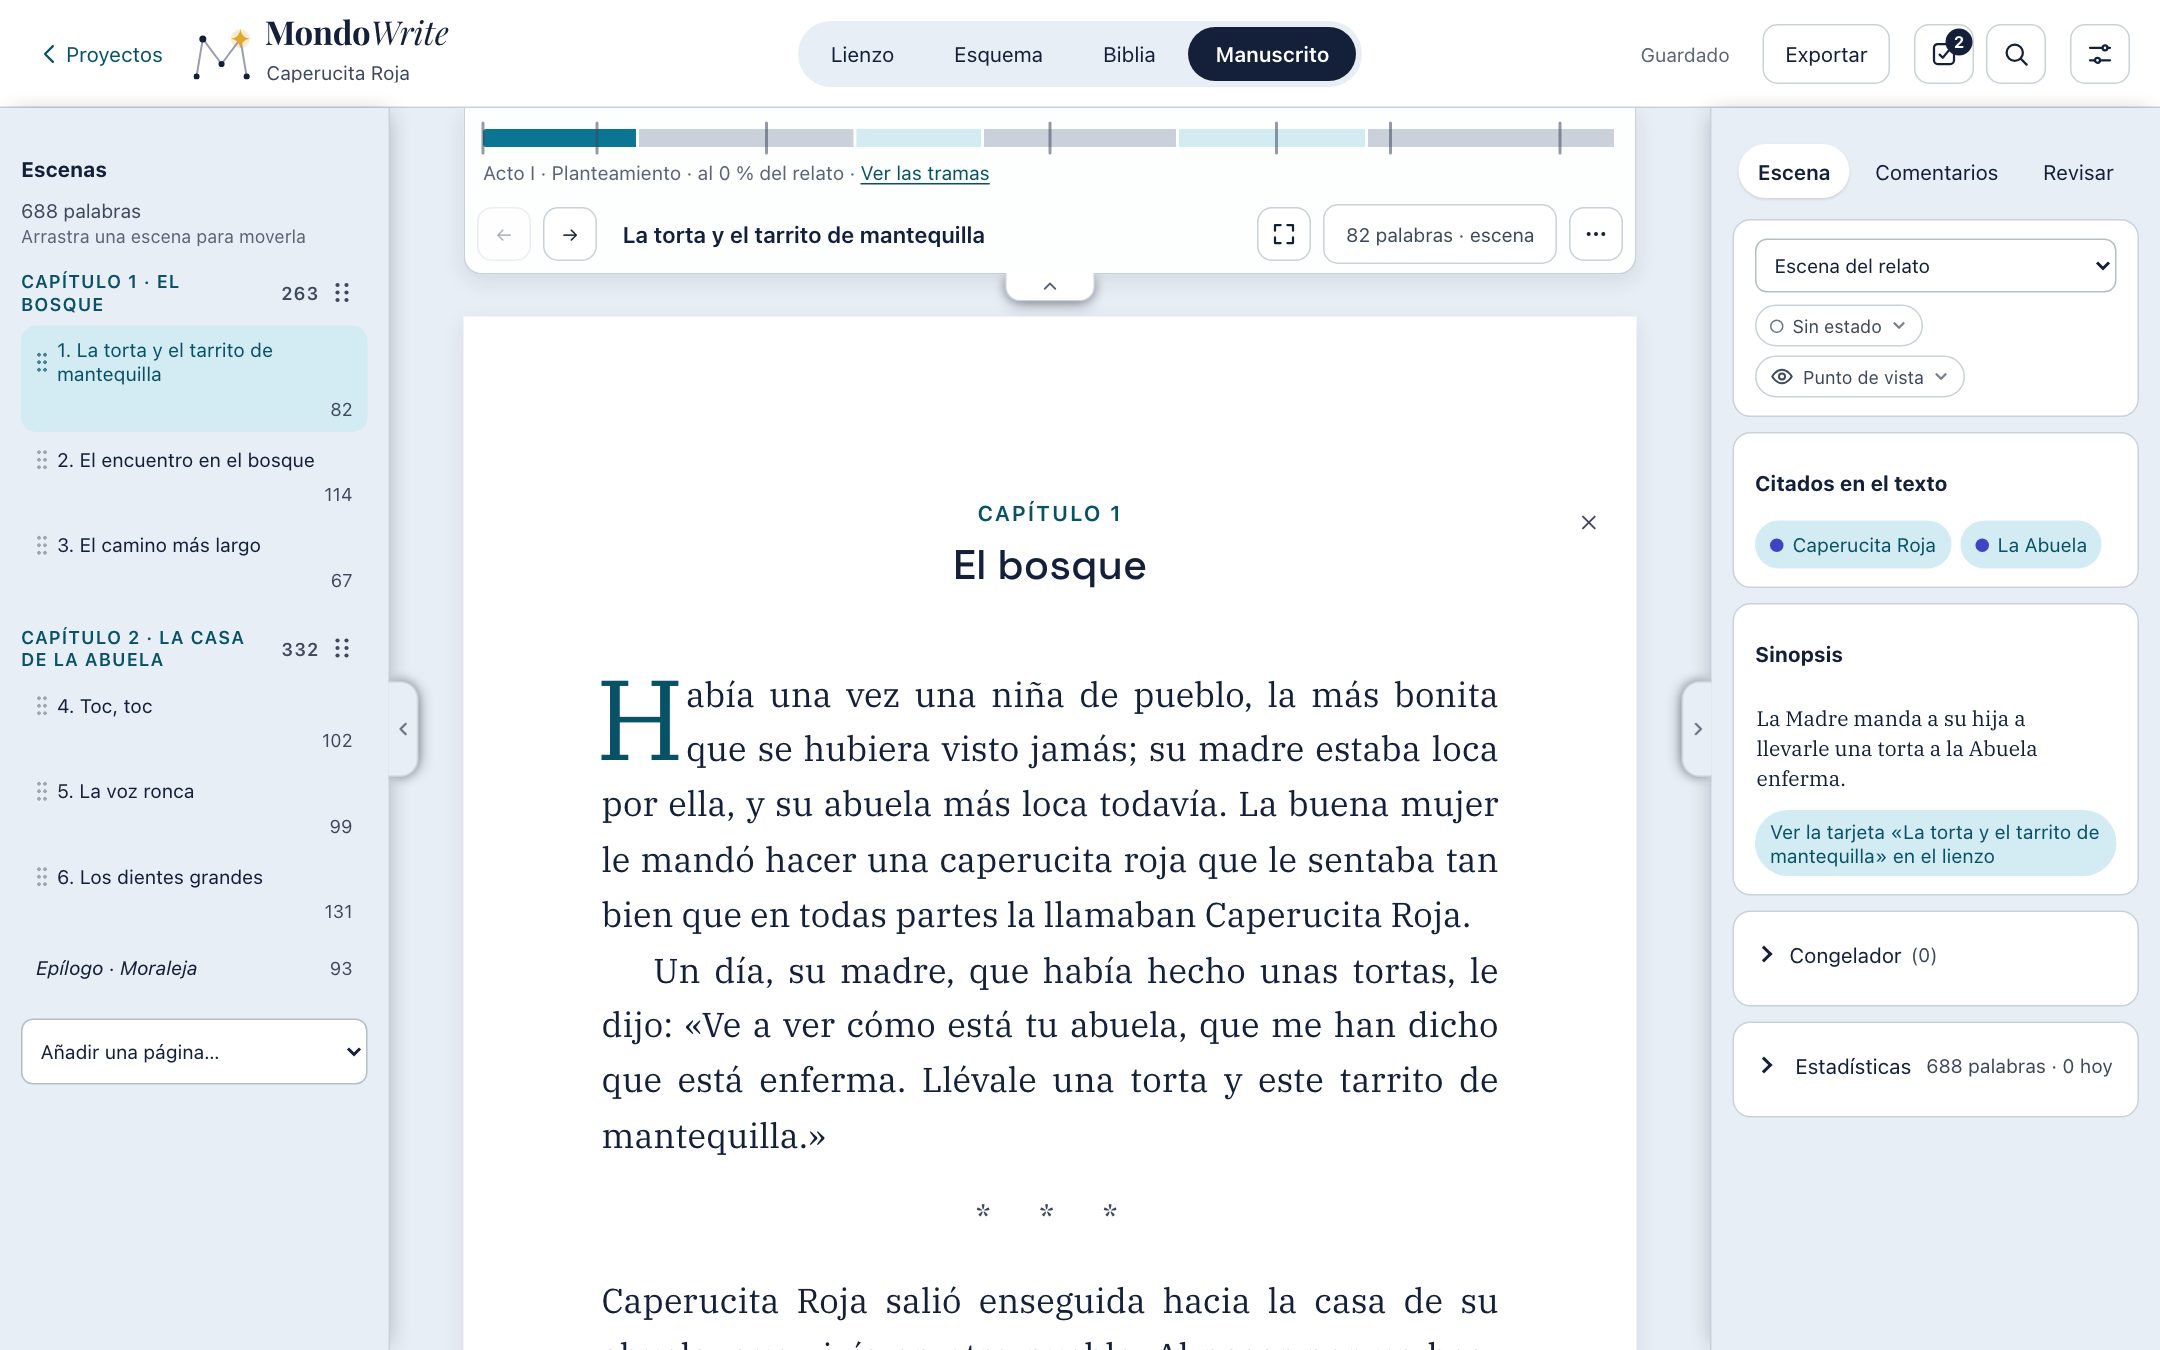 Proyectos
MondoWrite
Caperucita Roja
Lienzo
Esquema
Biblia
Manuscrito
Guardado
Exportar
2
Escenas
688 palabras
Arrastra una escena para moverla
CAPÍTULO 1 · EL
BOSQUE
263
1. La torta y el tarrito de
mantequilla
82
2. El encuentro en el bosque
114
3. El camino más largo
67
CAPÍTULO 2 · LA CASA
DE LA ABUELA
332
4. Toc, toc
102
5. La voz ronca
99
6. Los dientes grandes
131
Epílogo · Moraleja
93
Añadir una página...
Acto I · Planteamiento · al 0 % del relato · Ver las tramas
La torta y el tarrito de mantequilla
82 palabras · escena
CAPÍTULO 1
El bosque
Había una vez una niña de pueblo, la más bonita
que se hubiera visto jamás; su madre estaba loca
por ella, y su abuela más loca todavía. La buena mujer
le mandó hacer una caperucita roja que le sentaba tan
bien que en todas partes la llamaban Caperucita Roja.
Un día, su madre, que había hecho unas tortas, le
dijo: «Ve a ver cómo está tu abuela, que me han dicho
que está enferma. Llévale una torta y este tarrito de
mantequilla.»
* * *
Caperucita Roja salió enseguida hacia la casa de su
Escena
Comentarios
Revisar
Escena del relato
Sin estado
Punto de vista
Citados en el texto
Caperucita Roja
La Abuela
Sinopsis
La Madre manda a su hija a
llevarle una torta a la Abuela
enferma.
Ver la tarjeta «La torta y el tarrito de
mantequilla» en el lienzo
Congelador (0)
Estadísticas 688 palabras · 0 hoy